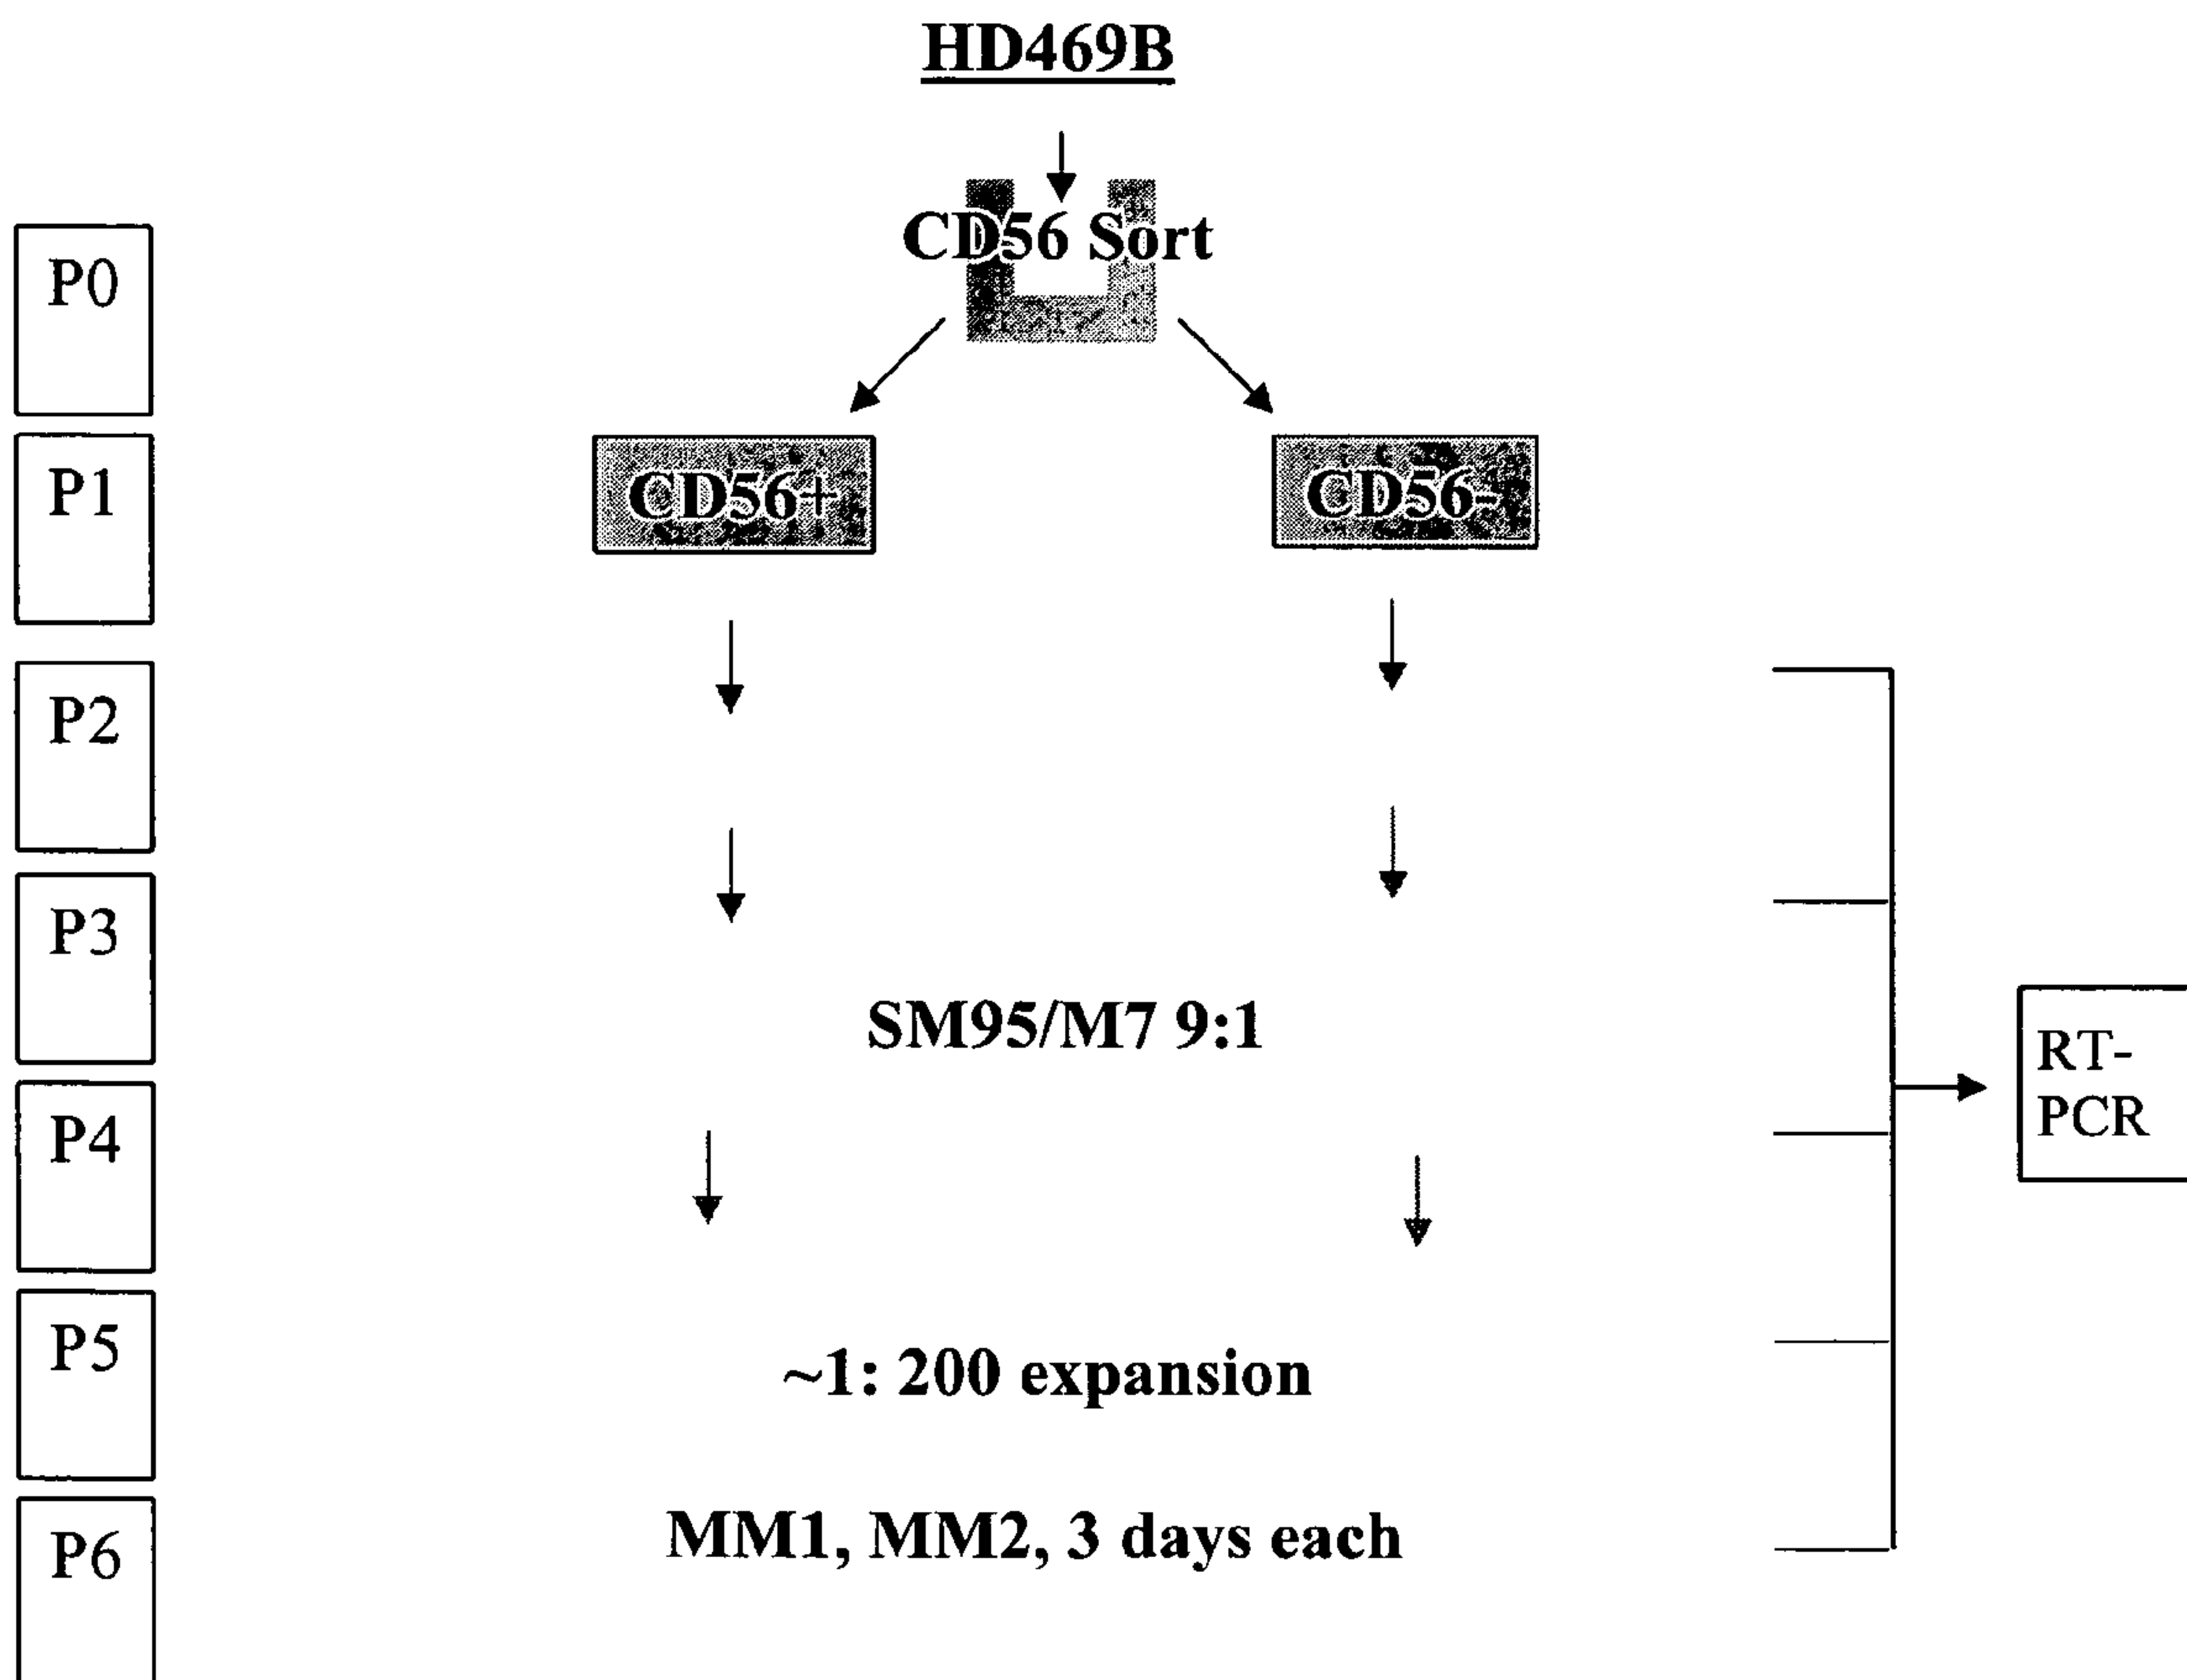 HD469B
CD56 Sort
P0
P1
CD56+
CD56-
P2
P3
SM95/M7 9:1
RT-
PCR
P4
P5
~1: 200 expansion
P6
MM1, MM2, 3 days each